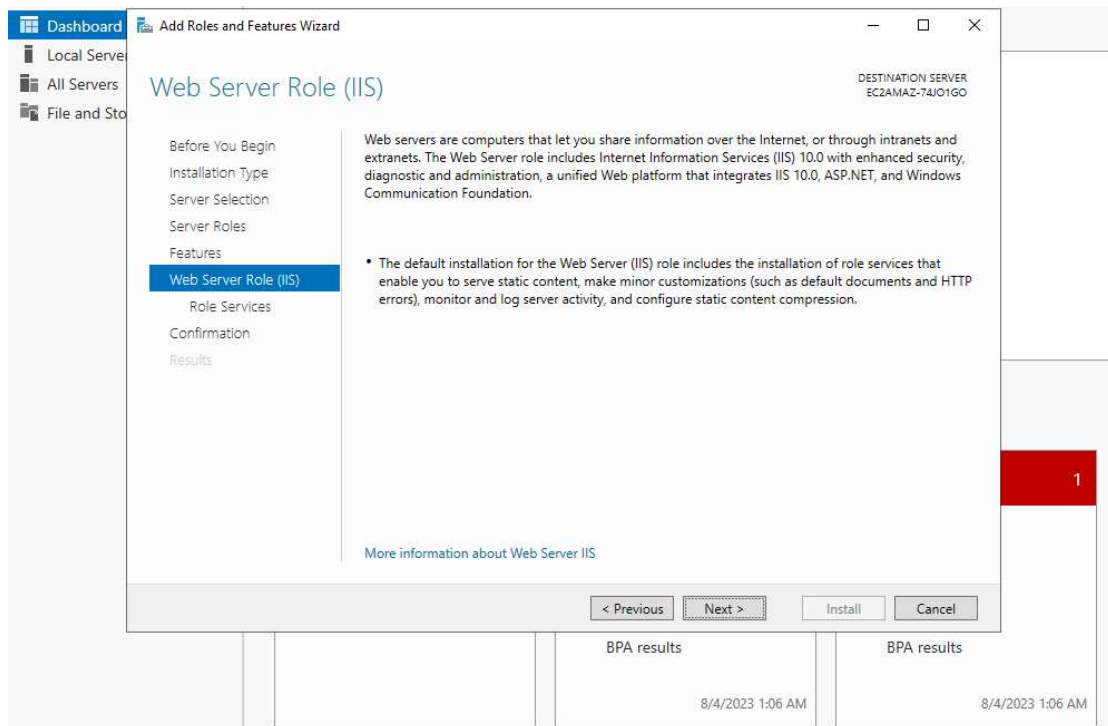 Dashboard
Local Server
All Servers
File and Sto
Add Roles and Features Wizard
Web Server Role (IIS)
DESTINATION SERVER
EC2AMAZ-74JO1GO
Before You Begin
Installation Type
Server Selection
Server Roles
Features
Web Server Role (IIS)
Role Services
Confirmation
Results
Web servers are computers that let you share information over the Internet, or through intranets and
extranets. The Web Server role includes Internet Information Services (IIS) 10.0 with enhanced security,
diagnostic and administration, a unified Web platform that integrates IIS 10.0, ASP.NET, and Windows
Communication Foundation.
• The default installation for the Web Server (IIS) role includes the installation of role services that
enable you to serve static content, make minor customizations (such as default documents and HTTP
errors), monitor and log server activity, and configure static content compression.
More information about Web Server IIS
< Previous
Next >
Install
Cancel
1
BPA results
8/4/2023 1:06 AM
BPA results
8/4/2023 1:06 AM